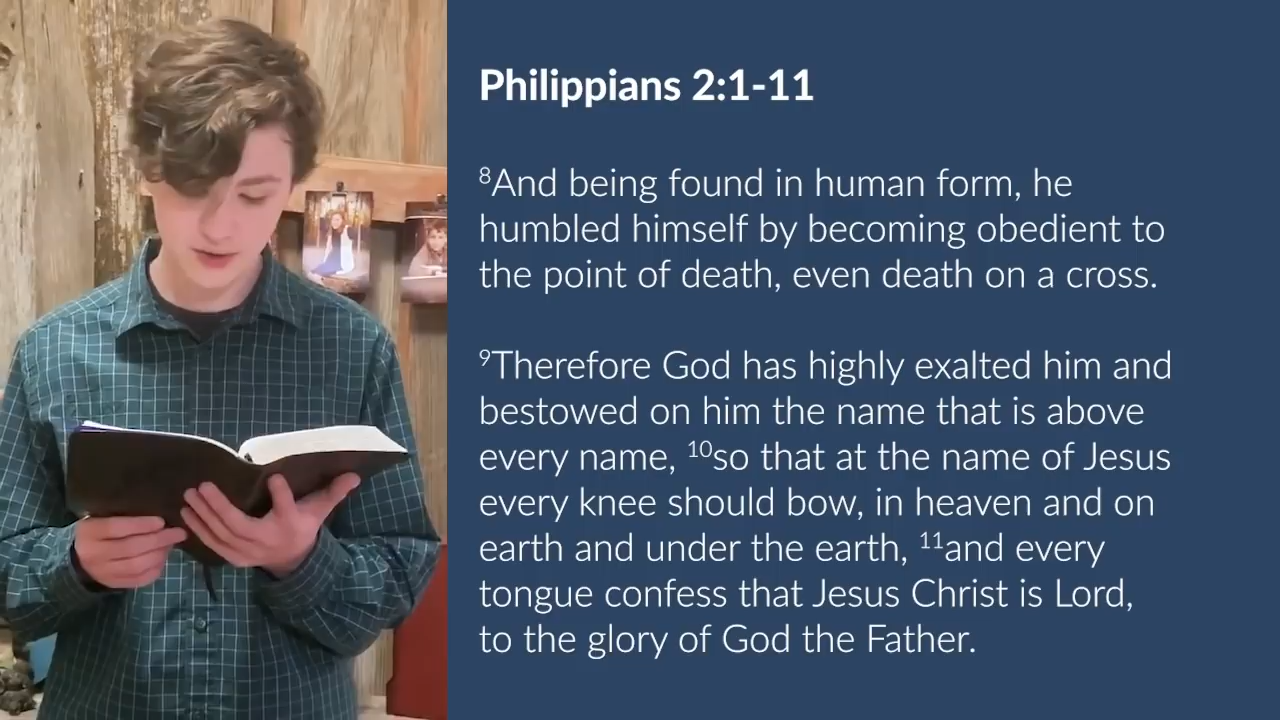 Philippians 2:1-11
⁸And being found in human form, he
humbled himself by becoming obedient to
the point of death, even death on a cross.
⁹Therefore God has highly exalted him and
bestowed on him the name that is above
every name, ¹⁰so that at the name of Jesus
every knee should bow, in heaven and on
earth and under the earth, ¹¹and every
tongue confess that Jesus Christ is Lord,
to the glory of God the Father.